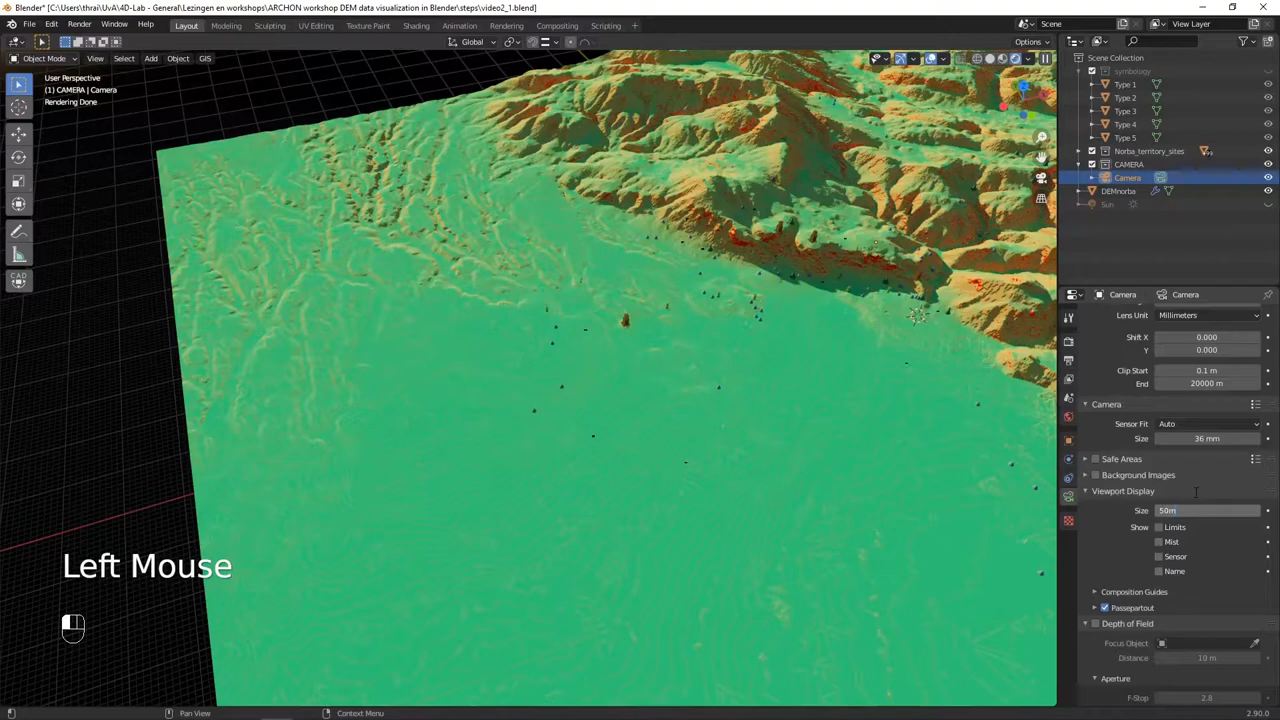 Blender* [C:\Users\thrai\UvA\4D-Lab - General\Lezingen en workshops\ARCHON workshop DEM data visualization in Blender\steps\video2_1.blend]
File Edit Render Window Help Layout Modeling Sculpting UV Editing Texture Paint Shading Animation Rendering Compositing Scripting Scene View Layer
Global Options
Object Mode View Select Add Object GIS
User Perspective
(1) CAMERA | Camera
Rendering Done
CAD
Left Mouse
Scene Collection
symbology
Type 1
Type 2
Type 3
Type 4
Type 5
Norba_territory_sites
CAMERA
Camera
DEMnorba
Sun
Camera Camera
Lens Unit Millimeters
Shift X 0.000
Y 0.000
Clip Start 0.1 m
End 20000 m
Camera
Sensor Fit Auto
Size 36 mm
Safe Areas
Background Images
Viewport Display
Size 50m
Show Limits
Mist
Sensor
Name
Composition Guides
Passepartout
Depth of Field
Focus Object
Distance 10 m
Aperture
F-Stop 2.8
Pan View Context Menu 2.90.0